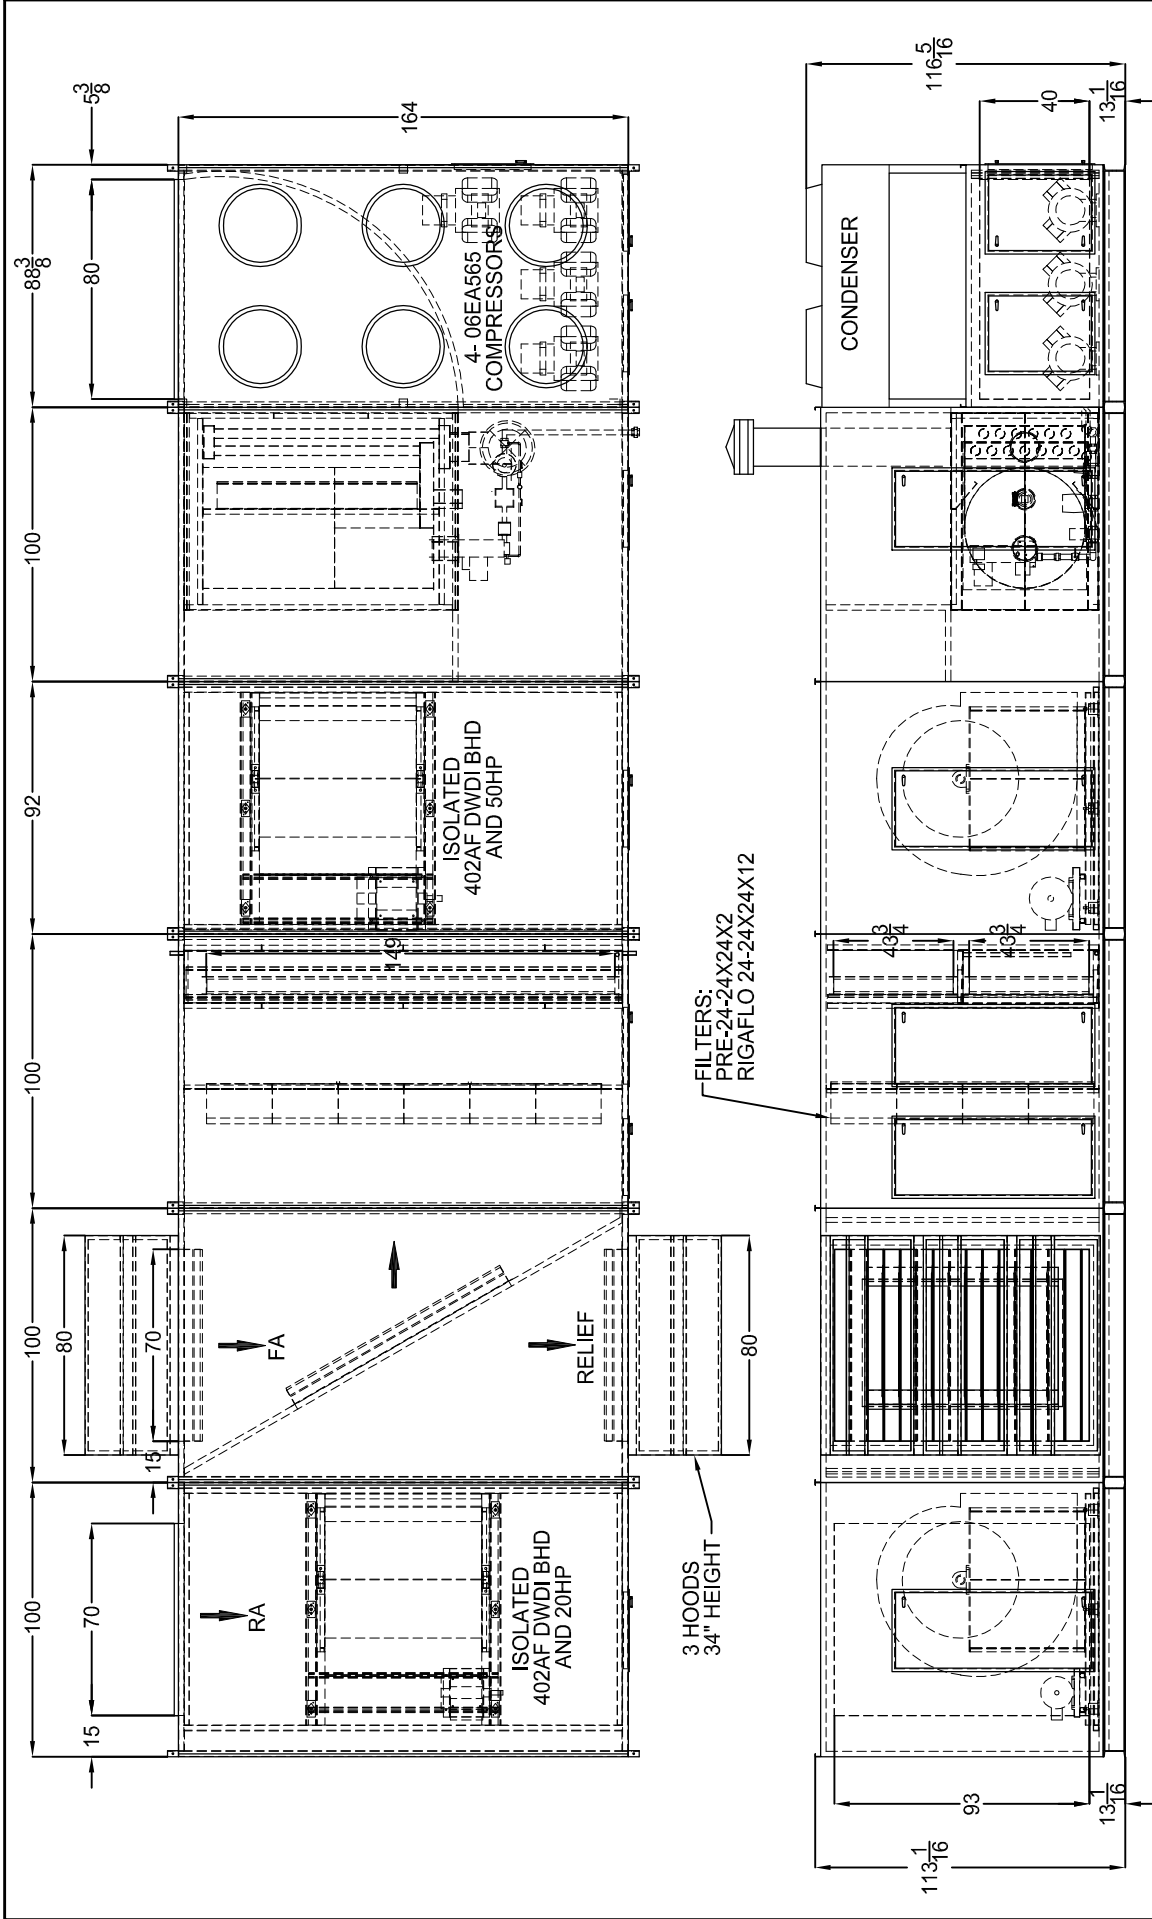 100
100
100
92
100
88 3/8
15
70
15
80
70
80
5 3/8
164
RA
FA
RELIEF
149
80
ISOLATED
402AF DWDI BHD
AND 20HP
ISOLATED
402AF DWDI BHD
AND 50HP
4- 06EA565
COMPRESSORS
3 HOODS
34" HEIGHT
FILTERS:
PRE-24-24X24X2
RIGAFLO 24-24X24X12
CONDENSER
43 3/4
43 3/4
113 1/16
93
13 1/16
116 5/16
40
13 1/16